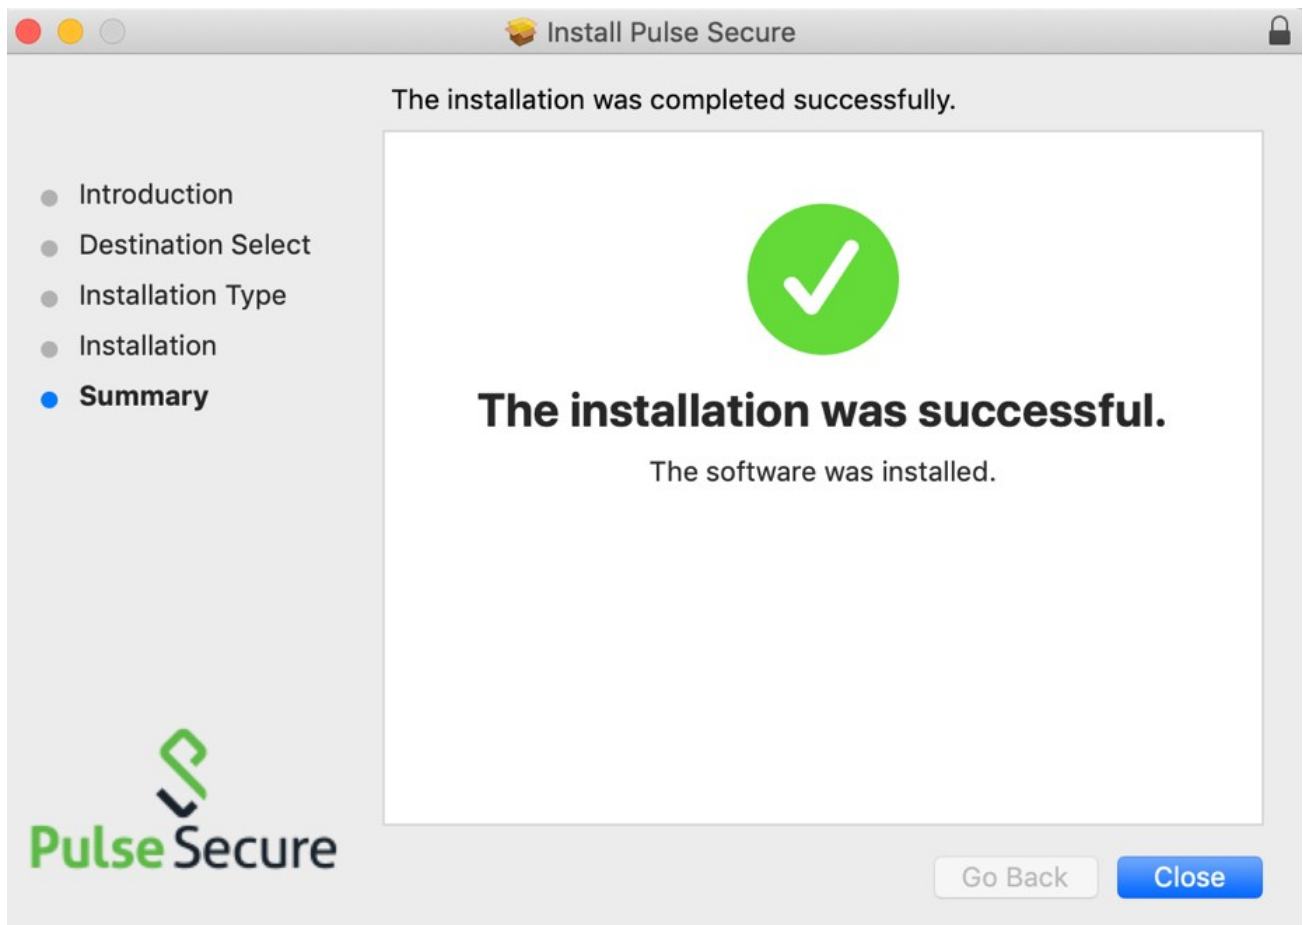 Install Pulse Secure
The installation was completed successfully.
Introduction
Destination Select
Installation Type
Installation
Summary
The installation was successful.
The software was installed.
Pulse Secure
Go Back
Close